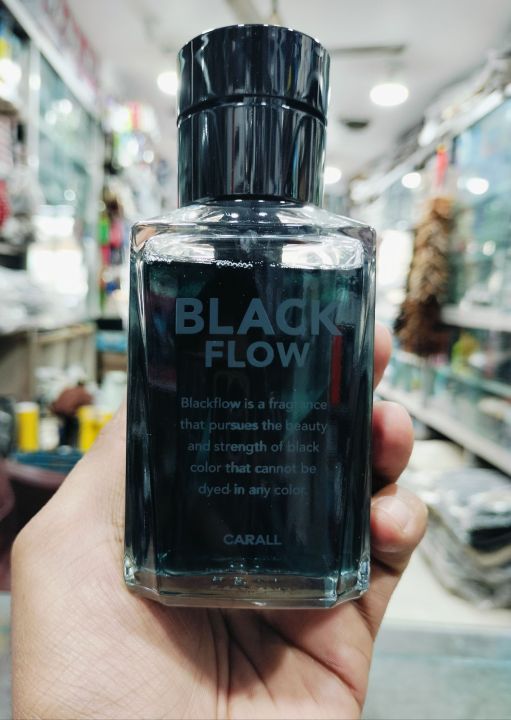 BLACK
FLOW
Blackflow is a fragrance
that pursues the beauty
and strength of black
color that cannot be
dyed in any color.
CARALL